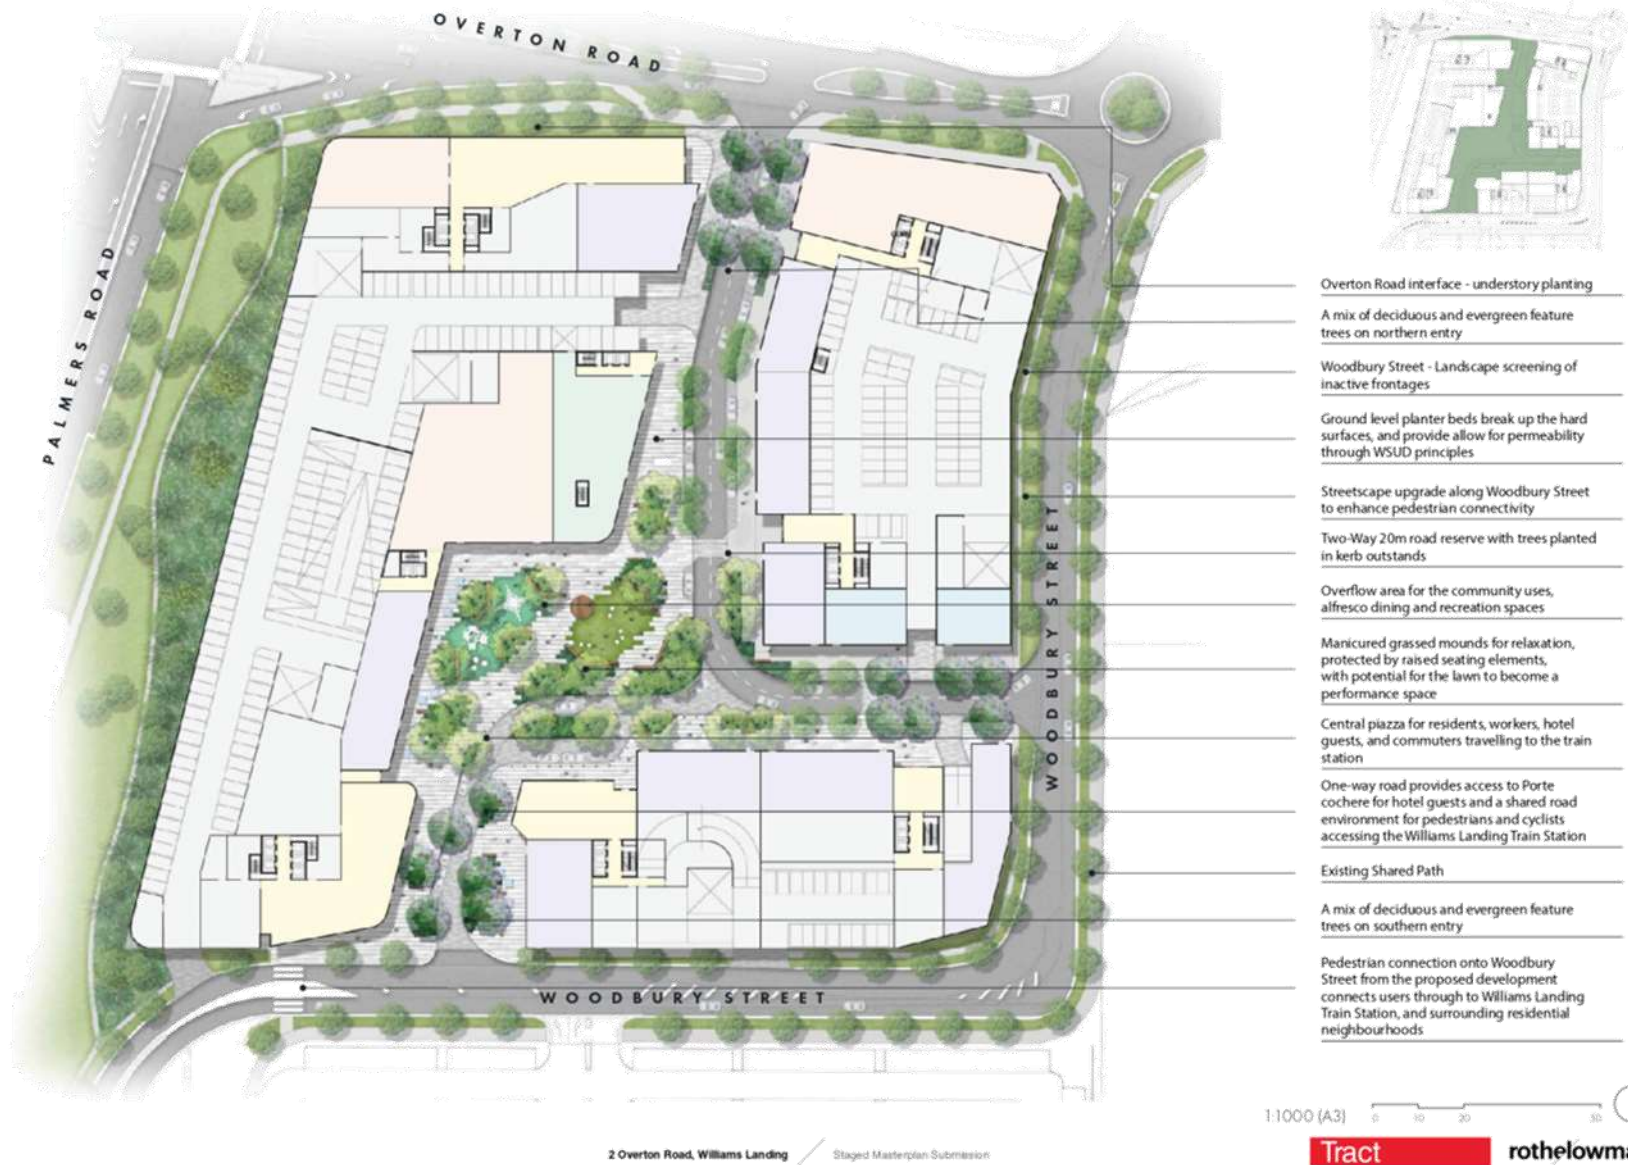 OVERTON ROAD
PALMERS ROAD
WOODBURY STREET
WOODBURY STREET
Overton Road interface - understory planting
A mix of deciduous and evergreen feature
trees on northern entry
Woodbury Street - Landscape screening of
inactive frontages
Ground level planter beds break up the hard
surfaces, and provide allow for permeability
through WSUD principles
Streetscape upgrade along Woodbury Street
to enhance pedestrian connectivity
Two-Way 20m road reserve with trees planted
in kerb outstands
Overflow area for the community uses,
alfresco dining and recreation spaces
Manicured grassed mounds for relaxation,
protected by raised seating elements,
with potential for the lawn to become a
performance space
Central piazza for residents, workers, hotel
guests, and commuters travelling to the train
station
One-way road provides access to Porte
cochere for hotel guests and a shared road
environment for pedestrians and cyclists
accessing the Williams Landing Train Station
Existing Shared Path
A mix of deciduous and evergreen feature
trees on southern entry
Pedestrian connection onto Woodbury
Street from the proposed development
connects users through to Williams Landing
Train Station, and surrounding residential
neighbourhoods
1:1000 (A3)
0 10 20 50
2 Overton Road, Williams Landing / Staged Masterplan Submission
Tract
rothelowma